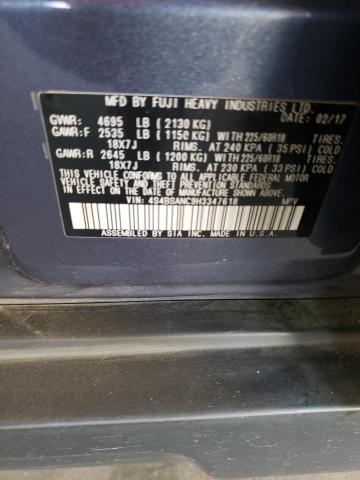 MFD BY FUJI HEAVY INDUSTRIES LTD.
GVWR: 4695 LB (2130 KG) DATE: 02/17
GAWR:F 2535 LB (1150 KG) WITH 225/60R18 TIRES.
18X7J RIMS. AT 240 KPA (35 PSI) COLD.
GAWR:R 2645 LB (1200 KG) WITH 225/60R18 TIRES.
18X7J RIMS. AT 230 KPA (33 PSI) COLD.
THIS VEHICLE CONFORMS TO ALL APPLICABLE FEDERAL MOTOR
VEHICLE SAFETY AND THEFT PREVENTION STANDARDS IN
EFFECT ON THE DATE OF MANUFACTURE SHOWN ABOVE.
VIN: 4S4BSANC9H3347618 MPV
ASSEMBLED BY SIA INC. IN U.S.A.